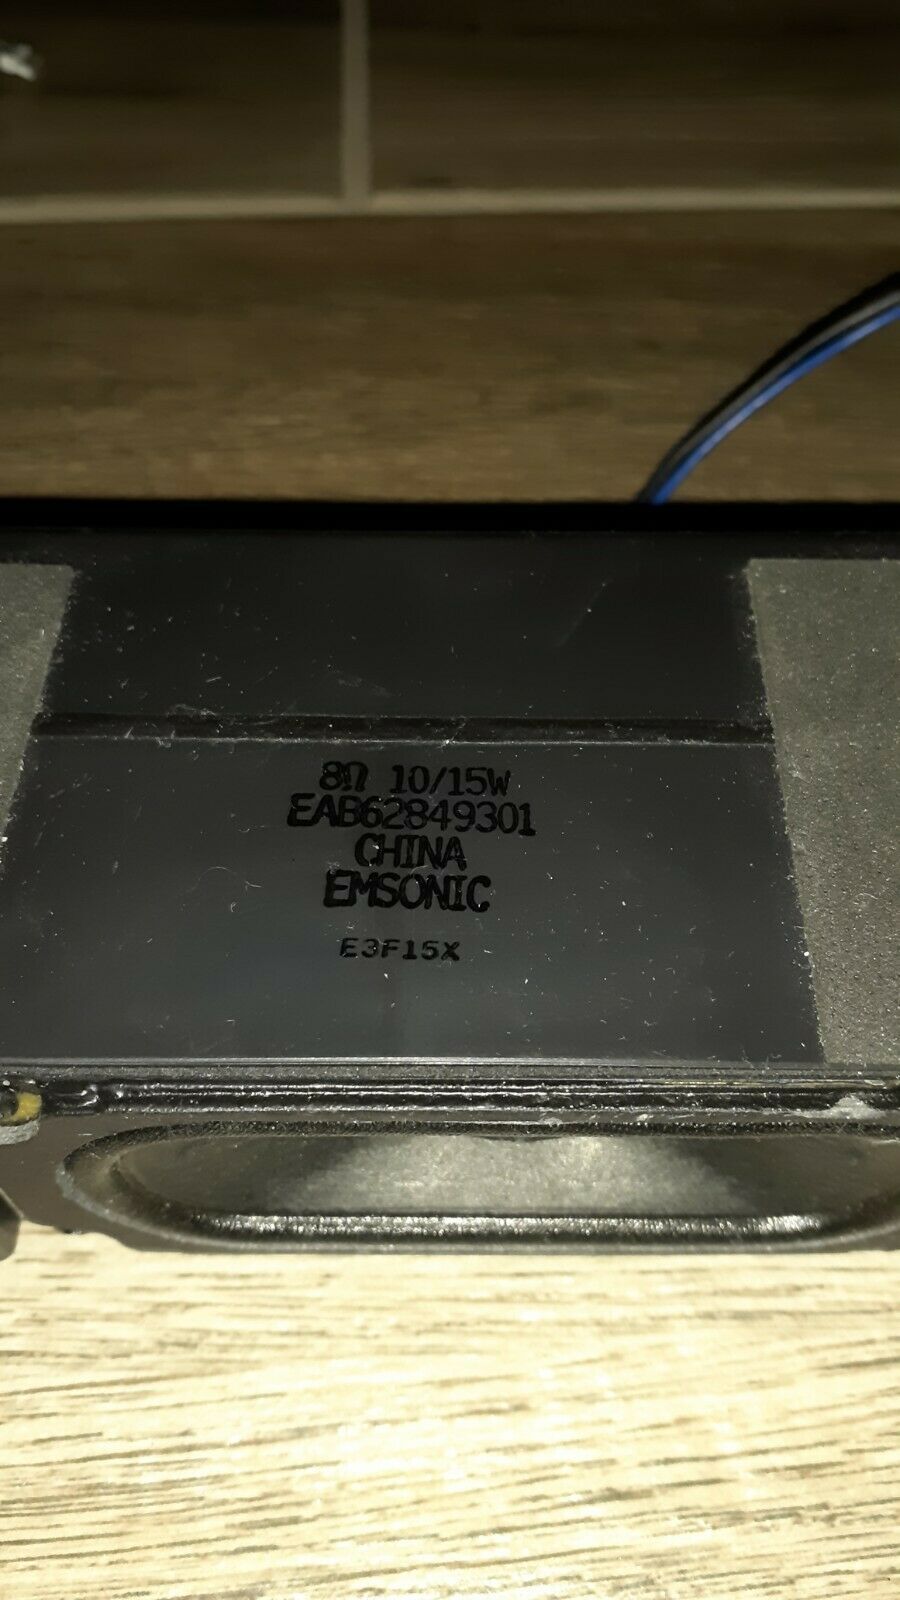 8Ω 10/15W
EAB62849301
CHINA
EMSONIC
E3F15X